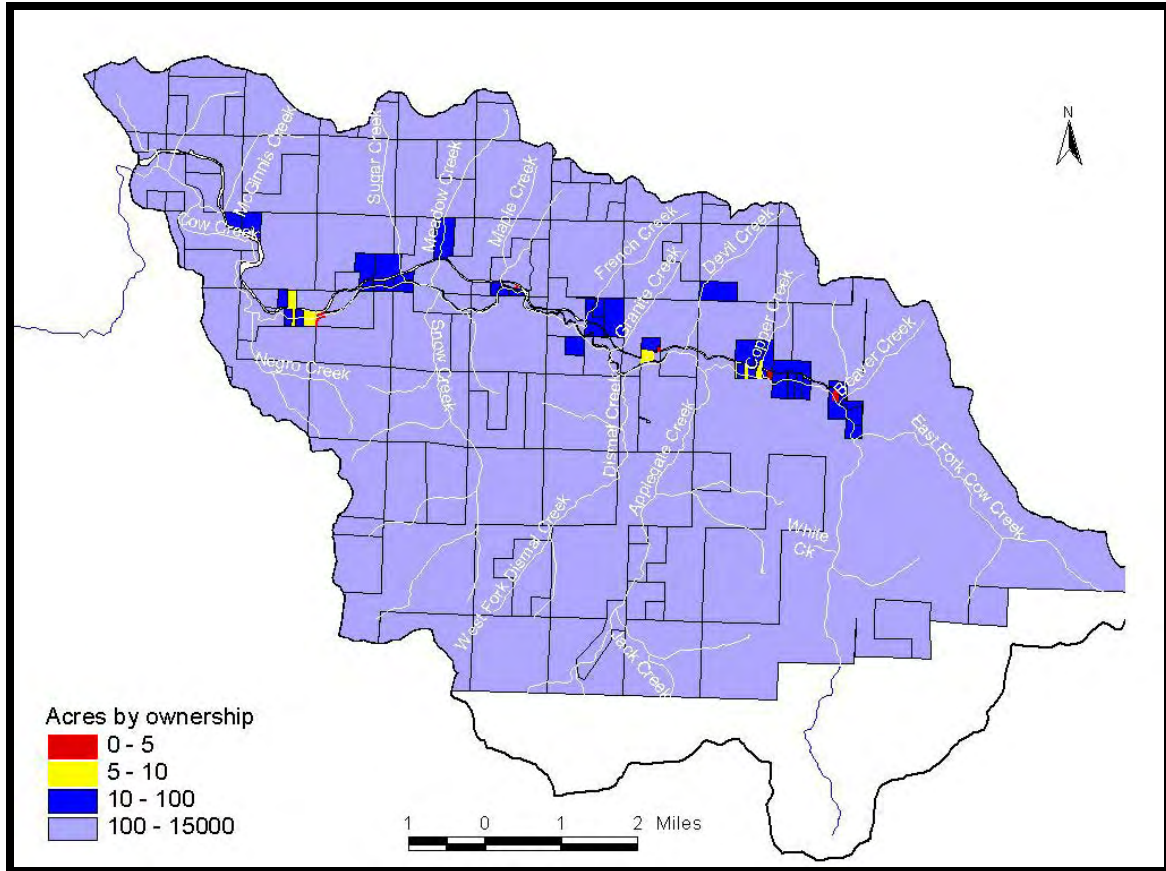 N
McGinnis Creek
Sugar Creek
Meadow Creek
Maple Creek
Cow Creek
French Creek
Granite Creek
Devil Creek
Copper Creek
Beaver Creek
Negro Creek
Snow Creek
Dismal Creek
Applegate Creek
East Fork Cow Creek
White
Ck
West Fork Dismal Creek
Jack Creek
Acres by ownership
0 - 5
5 - 10
10 - 100
100 - 15000
1 0 1 2 Miles